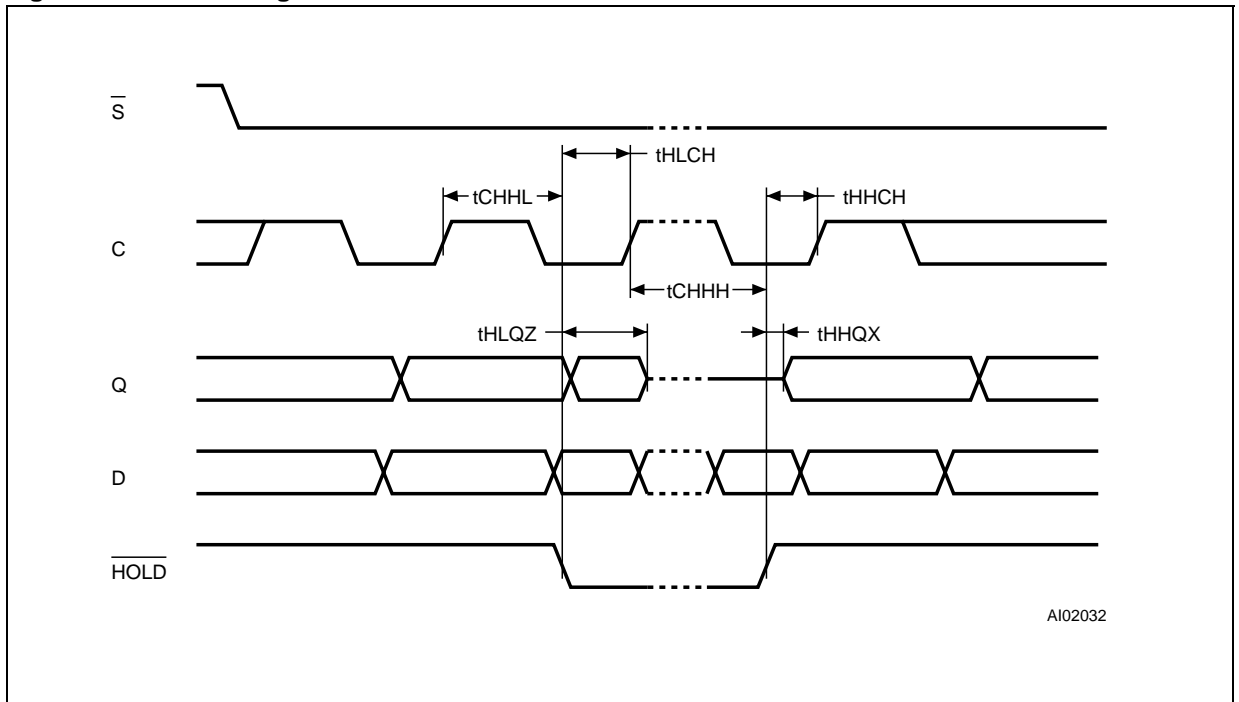 S
tHLCH
tCHHL
tHHCH
C
tCHHH
tHLQZ
tHHQX
Q
D
HOLD
AI02032